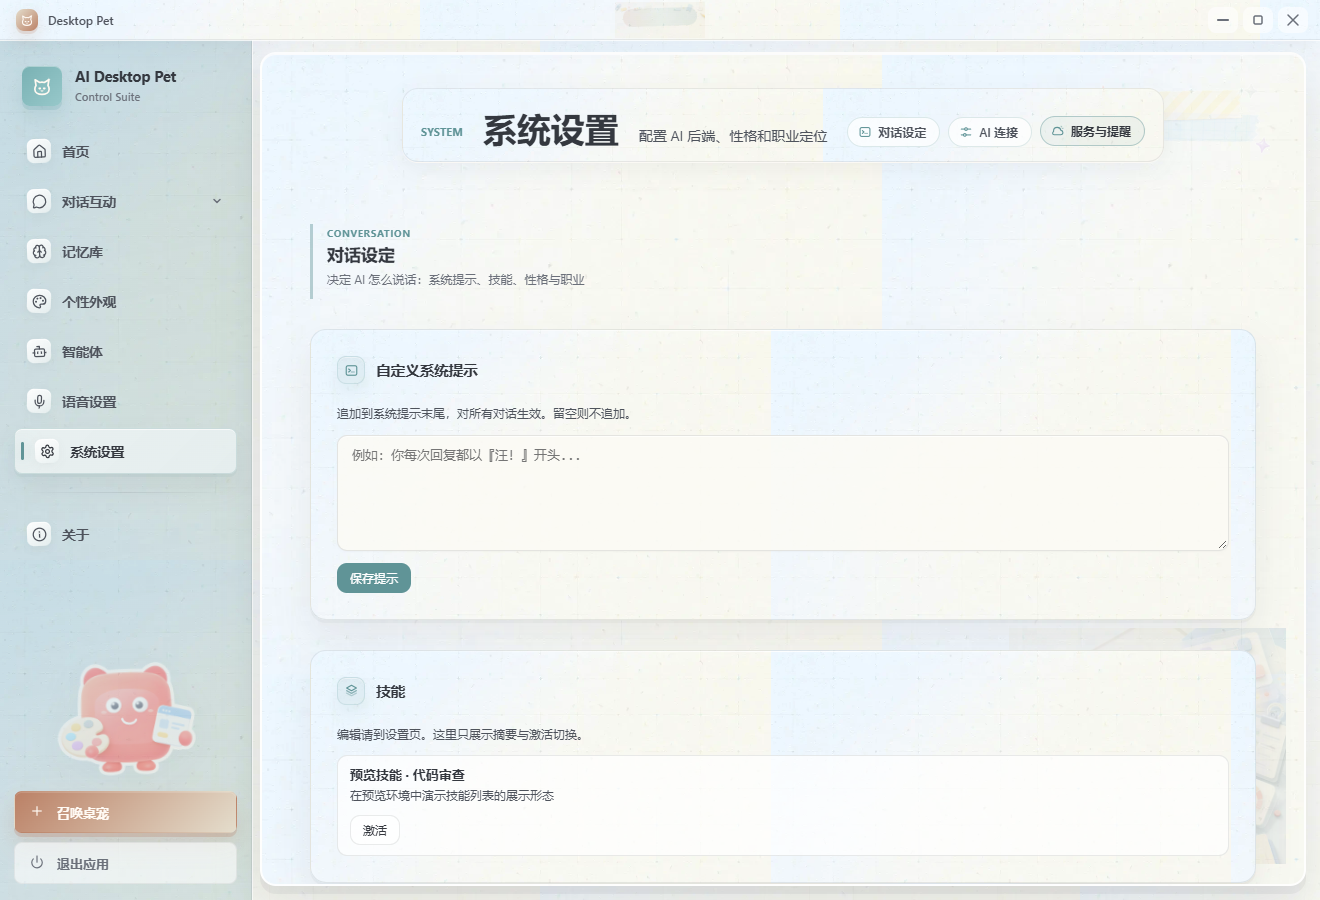 Desktop Pet
AI Desktop Pet
Control Suite
首页
对话互动
记忆库
个性外观
智能体
语音设置
系统设置
关于
召唤桌宠
退出应用
SYSTEM
系统设置
配置 AI 后端、性格和职业定位
对话设定
AI 连接
服务与提醒
CONVERSATION
对话设定
决定 AI 怎么说话：系统提示、技能、性格与职业
自定义系统提示
追加到系统提示末尾，对所有对话生效。留空则不追加。
例如：你每次回复都以『汪！』开头...
保存提示
技能
编辑请到设置页。这里只展示摘要与激活切换。
预览技能 · 代码审查
在预览环境中演示技能列表的展示形态
激活